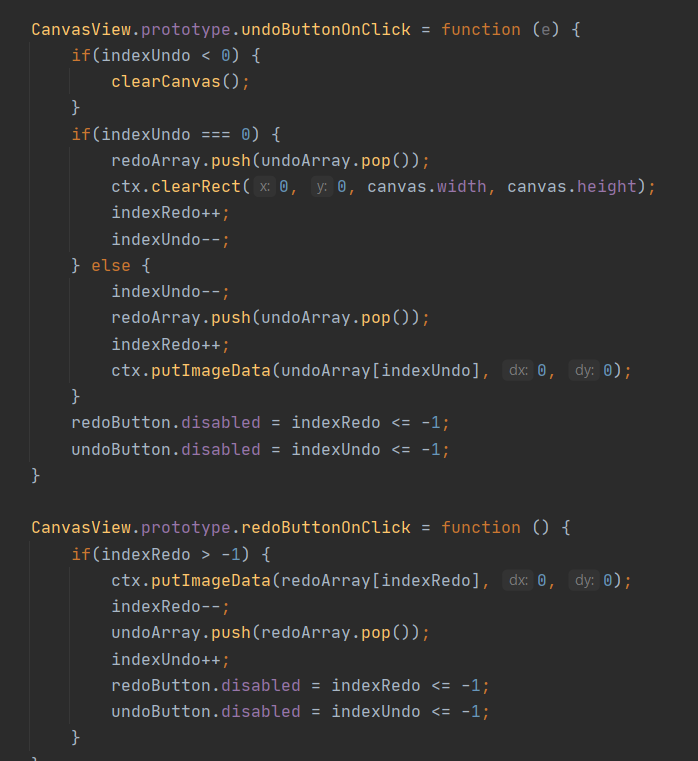 CanvasView.prototype.undoButtonOnClick = function (e) {
    if(indexUndo < 0) {
        clearCanvas();
    }
    if(indexUndo === 0) {
        redoArray.push(undoArray.pop());
        ctx.clearRect( x: 0, y: 0, canvas.width, canvas.height);
        indexRedo++;
        indexUndo--;
    } else {
        indexUndo--;
        redoArray.push(undoArray.pop());
        indexRedo++;
        ctx.putImageData(undoArray[indexUndo], dx: 0, dy: 0);
    }
    redoButton.disabled = indexRedo <= -1;
    undoButton.disabled = indexUndo <= -1;
}

CanvasView.prototype.redoButtonOnClick = function () {
    if(indexRedo > -1) {
        ctx.putImageData(redoArray[indexRedo], dx: 0, dy: 0);
        indexRedo--;
        undoArray.push(redoArray.pop());
        indexUndo++;
        redoButton.disabled = indexRedo <= -1;
        undoButton.disabled = indexUndo <= -1;
    }